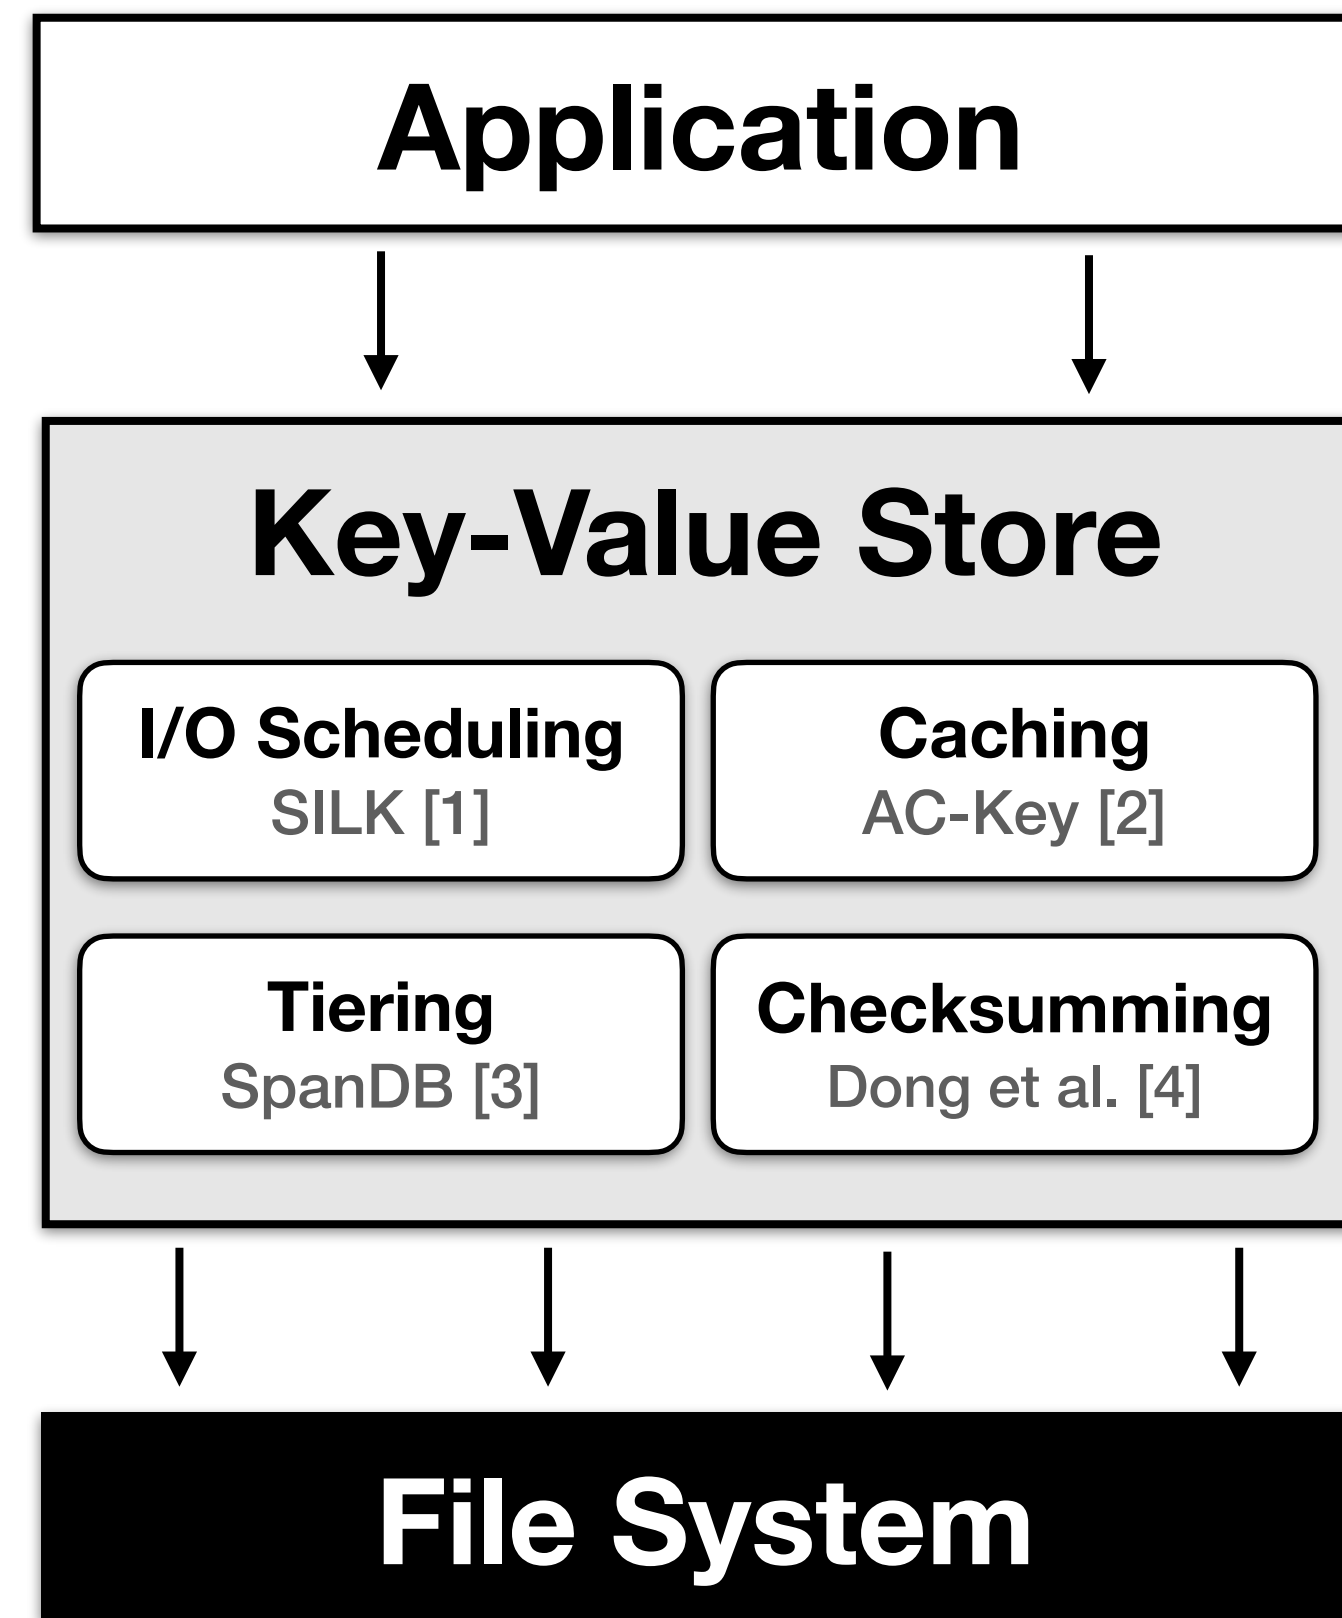 Application
Key-Value Store
I/O Scheduling
SILK [1]
Caching
AC-Key [2]
Tiering
SpanDB [3]
Checksumming
Dong et al. [4]
File System